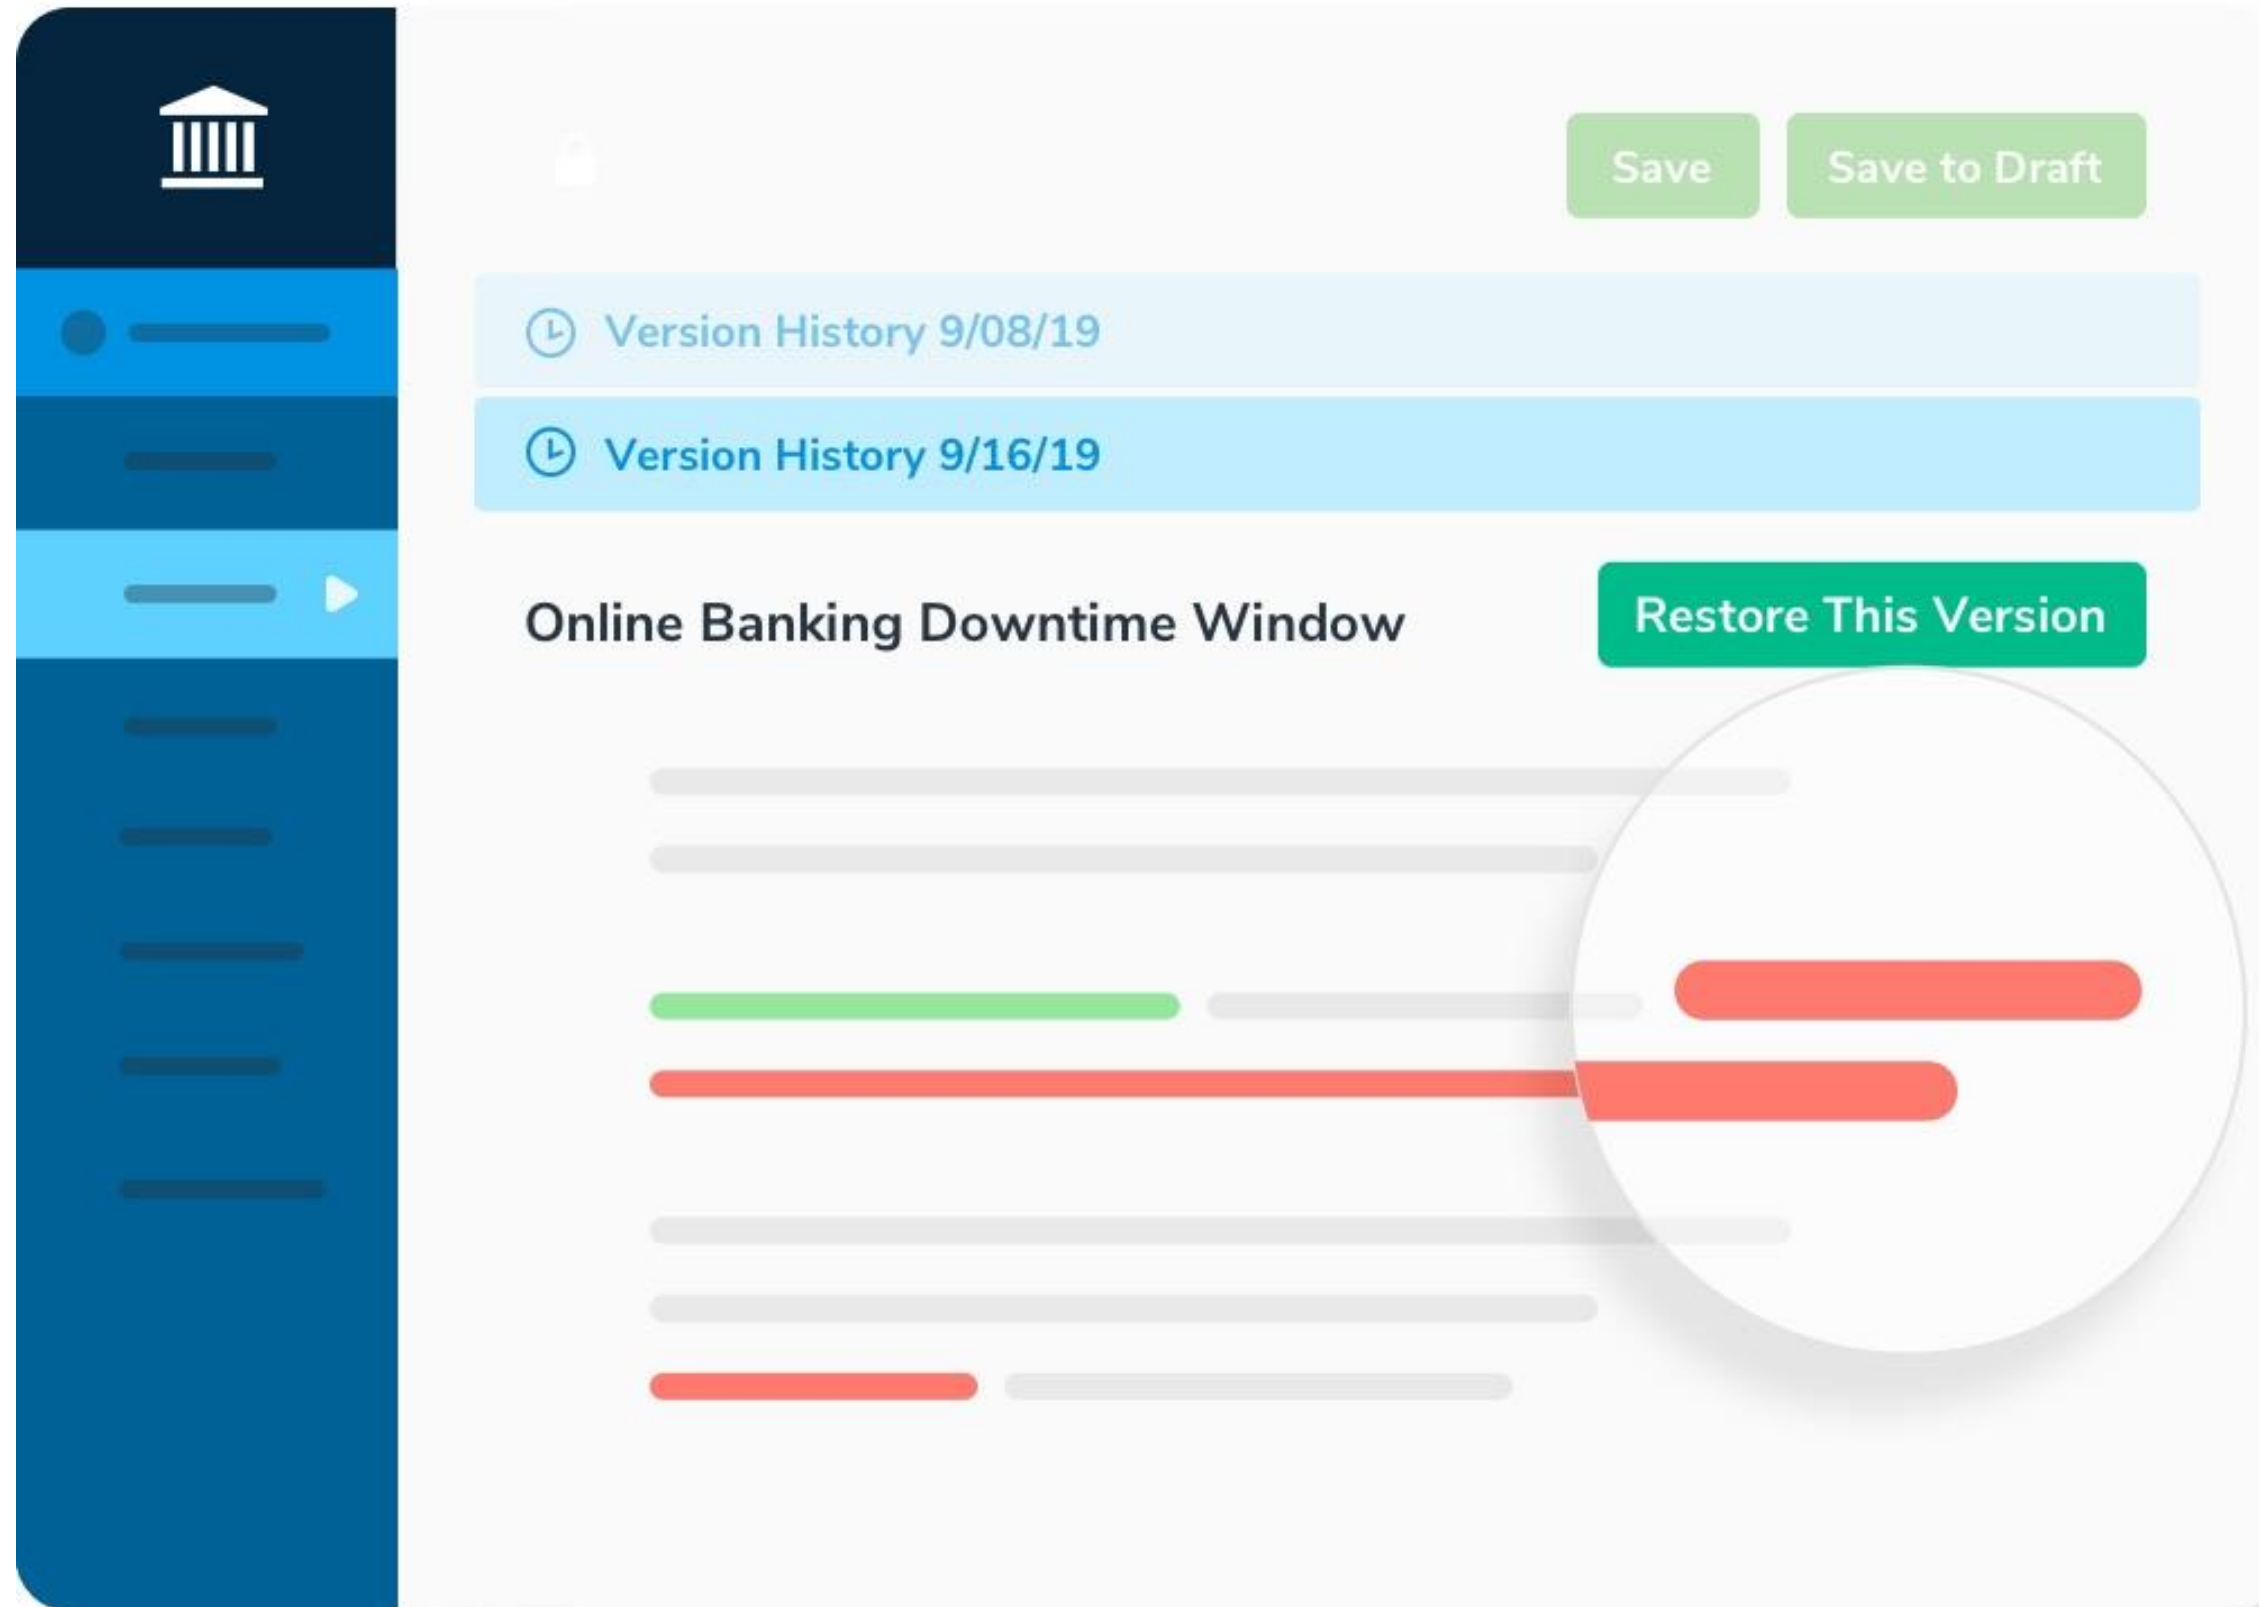 Save Save to Draft
Version History 9/08/19
Version History 9/16/19
Online Banking Downtime Window
Restore This Version